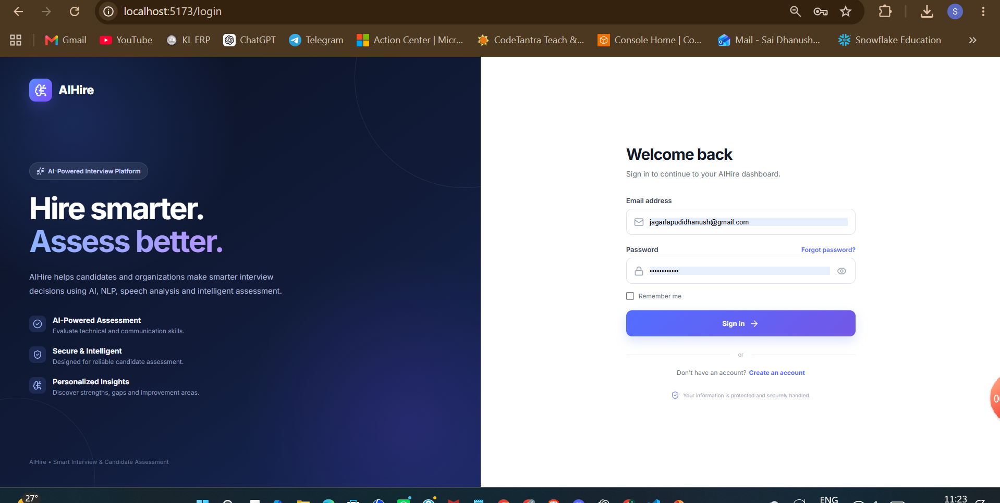 localhost:5173/login
S
Gmail
YouTube
KL ERP
ChatGPT
Telegram
Action Center | Micr...
CodeTantra Teach &...
Console Home | Co...
Mail - Sai Dhanush...
Snowflake Education
AIHire
AI-Powered Interview Platform
Hire smarter.
Assess better.
AIHire helps candidates and organizations make smarter interview
decisions using AI, NLP, speech analysis and intelligent assessment.
AI-Powered Assessment
Evaluate technical and communication skills.
Secure & Intelligent
Designed for reliable candidate assessment.
Personalized Insights
Discover strengths, gaps and improvement areas.
AIHire • Smart Interview & Candidate Assessment
Welcome back
Sign in to continue to your AIHire dashboard.
Email address
jagarlapudidhanush@gmail.com
Password
Forgot password?
••••••••••••
Remember me
Sign in
or
Don't have an account? Create an account
Your information is protected and securely handled.
27°
ENG
11:23